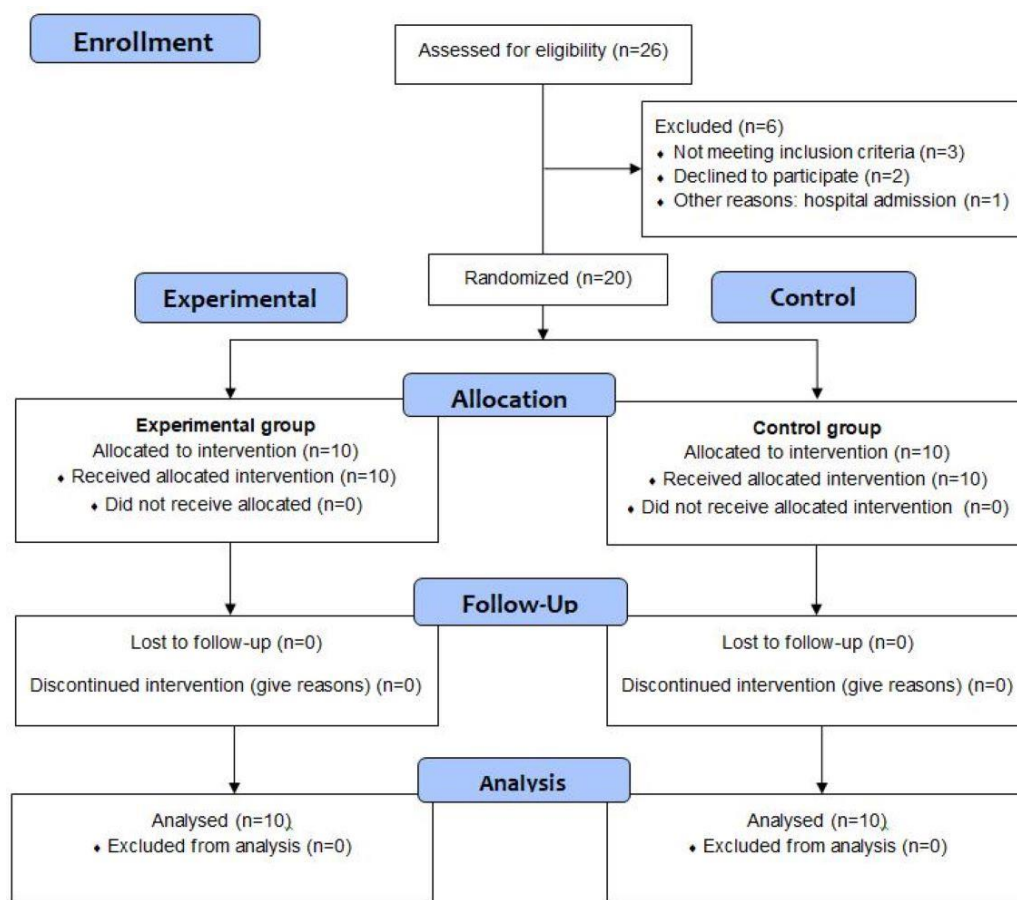 Enrollment
Assessed for eligibility (n=26)
Excluded (n=6)
♦ Not meeting inclusion criteria (n=3)
♦ Declined to participate (n=2)
♦ Other reasons: hospital admission (n=1)
Randomized (n=20)
Experimental
Control
Allocation
Experimental group
Allocated to intervention (n=10)
♦ Received allocated intervention (n=10)
♦ Did not receive allocated (n=0)
Control group
Allocated to intervention (n=10)
♦ Received allocated intervention (n=10)
♦ Did not receive allocated intervention (n=0)
Follow-Up
Lost to follow-up (n=0)
Discontinued intervention (give reasons) (n=0)
Lost to follow-up (n=0)
Discontinued intervention (give reasons) (n=0)
Analysis
Analysed (n=10)
♦ Excluded from analysis (n=0)
Analysed (n=10)
♦ Excluded from analysis (n=0)